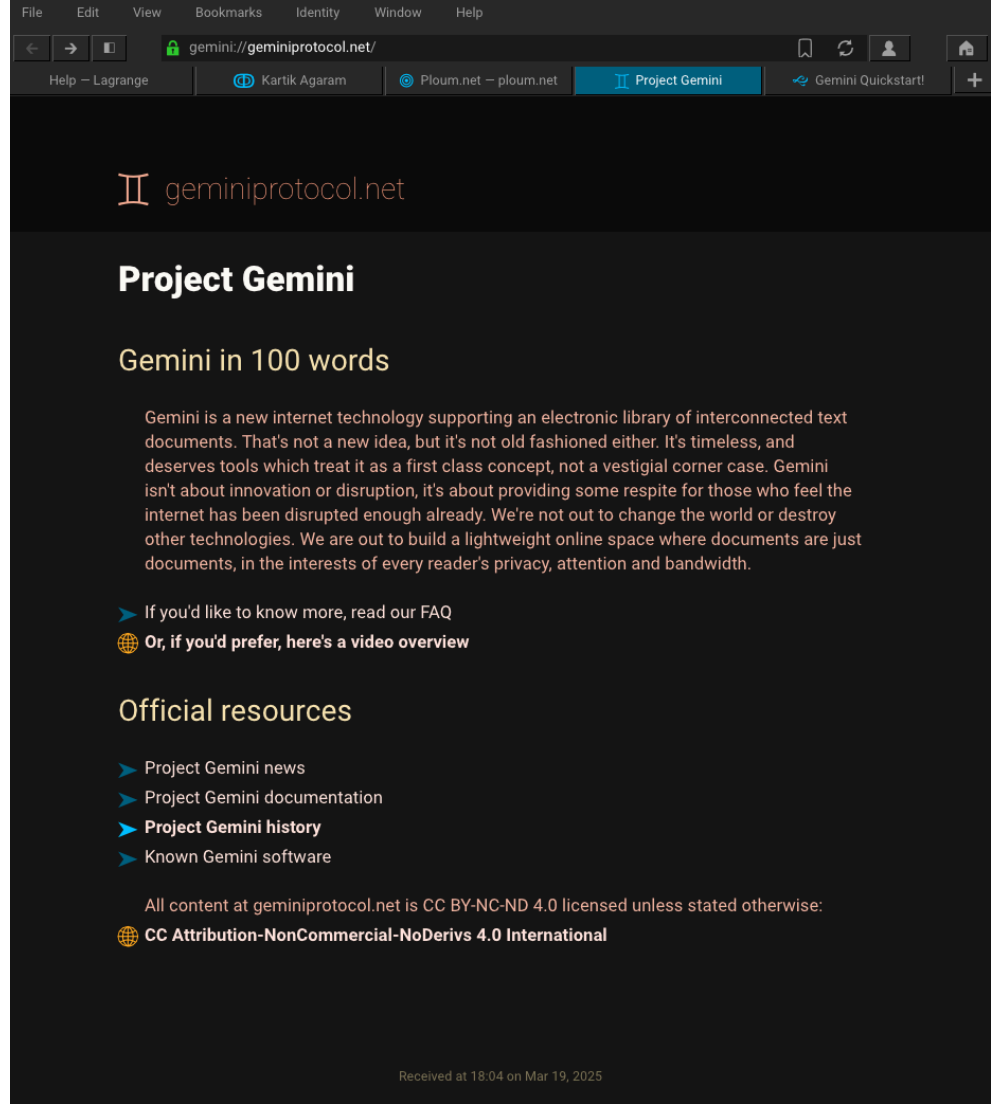 File Edit View Bookmarks Identity Window Help
gemini://geminiprotocol.net/
Help — Lagrange Kartik Agaram Ploum.net — ploum.net Project Gemini Gemini Quickstart! +
geminiprotocol.net
Project Gemini
Gemini in 100 words
Gemini is a new internet technology supporting an electronic library of interconnected text
documents. That's not a new idea, but it's not old fashioned either. It's timeless, and
deserves tools which treat it as a first class concept, not a vestigial corner case. Gemini
isn't about innovation or disruption, it's about providing some respite for those who feel the
internet has been disrupted enough already. We're not out to change the world or destroy
other technologies. We are out to build a lightweight online space where documents are just
documents, in the interests of every reader's privacy, attention and bandwidth.
If you'd like to know more, read our FAQ
Or, if you'd prefer, here's a video overview
Official resources
Project Gemini news
Project Gemini documentation
Project Gemini history
Known Gemini software
All content at geminiprotocol.net is CC BY-NC-ND 4.0 licensed unless stated otherwise:
CC Attribution-NonCommercial-NoDerivs 4.0 International
Received at 18:04 on Mar 19, 2025